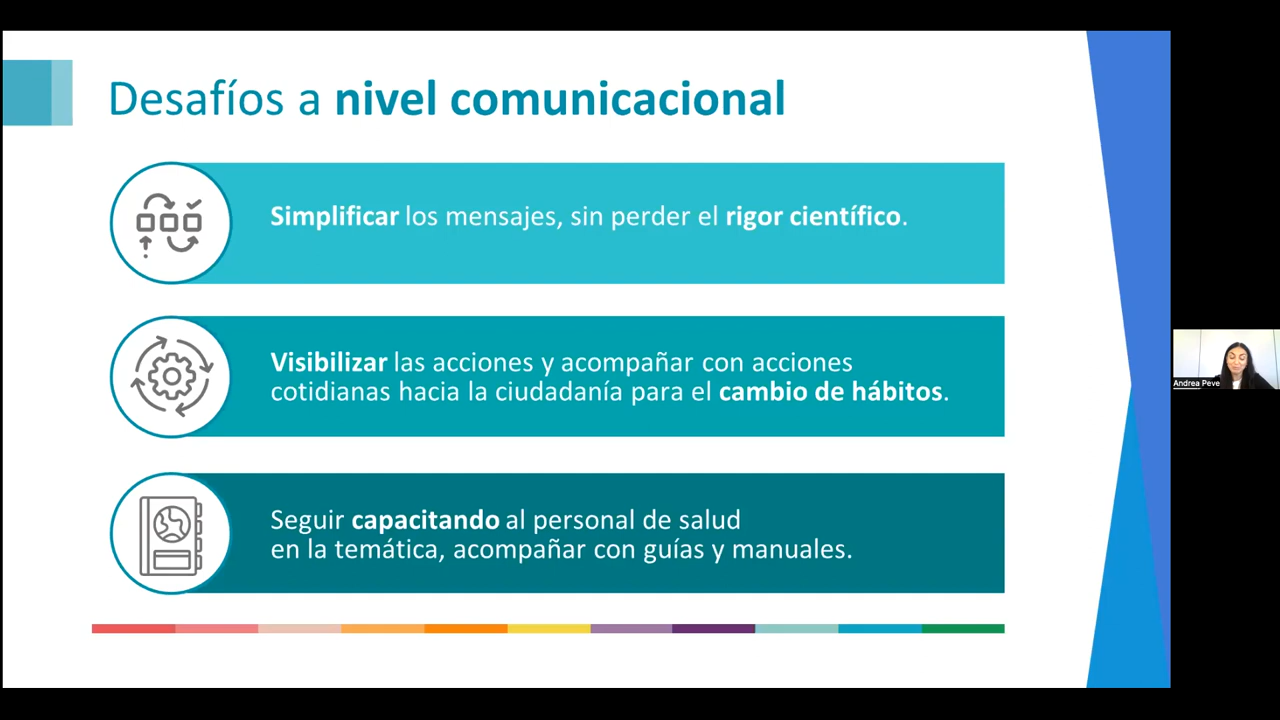 Desafíos a nivel comunicacional
Simplificar los mensajes, sin perder el rigor científico.
Visibilizar las acciones y acompañar con acciones
cotidianas hacia la ciudadanía para el cambio de hábitos.
Andrea Peve
Seguir capacitando al personal de salud
en la temática, acompañar con guías y manuales.